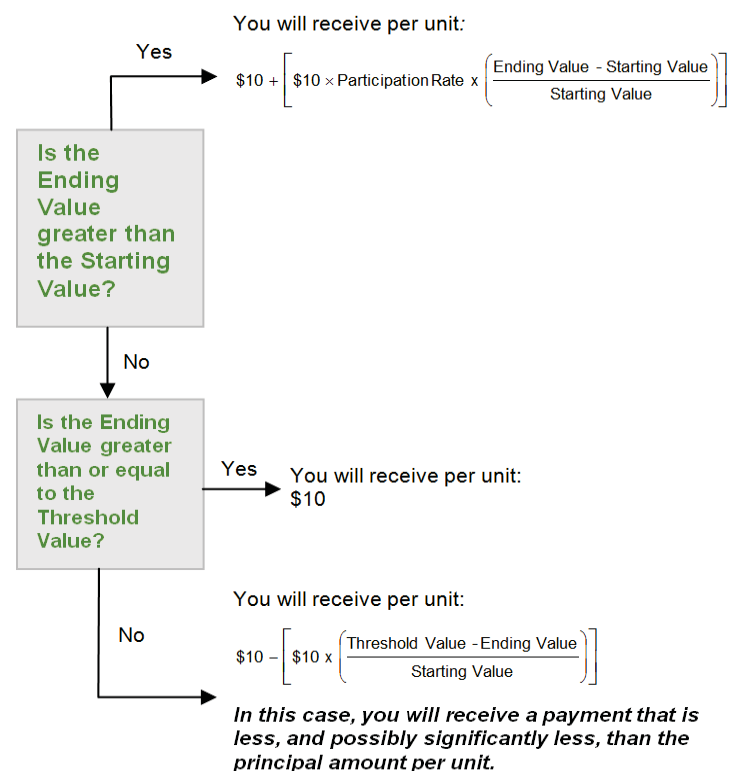 You will receive per unit:
Yes
$10 + [$10 × Participation Rate x (Ending Value - Starting Value / Starting Value)]
Is the
Ending
Value
greater than
the Starting
Value?
No
Is the Ending
Value greater
than or equal
to the
Threshold
Value?
Yes
You will receive per unit:
$10
You will receive per unit:
No
$10 – [$10 x (Threshold Value - Ending Value / Starting Value)]
In this case, you will receive a payment that is
less, and possibly significantly less, than the
principal amount per unit.